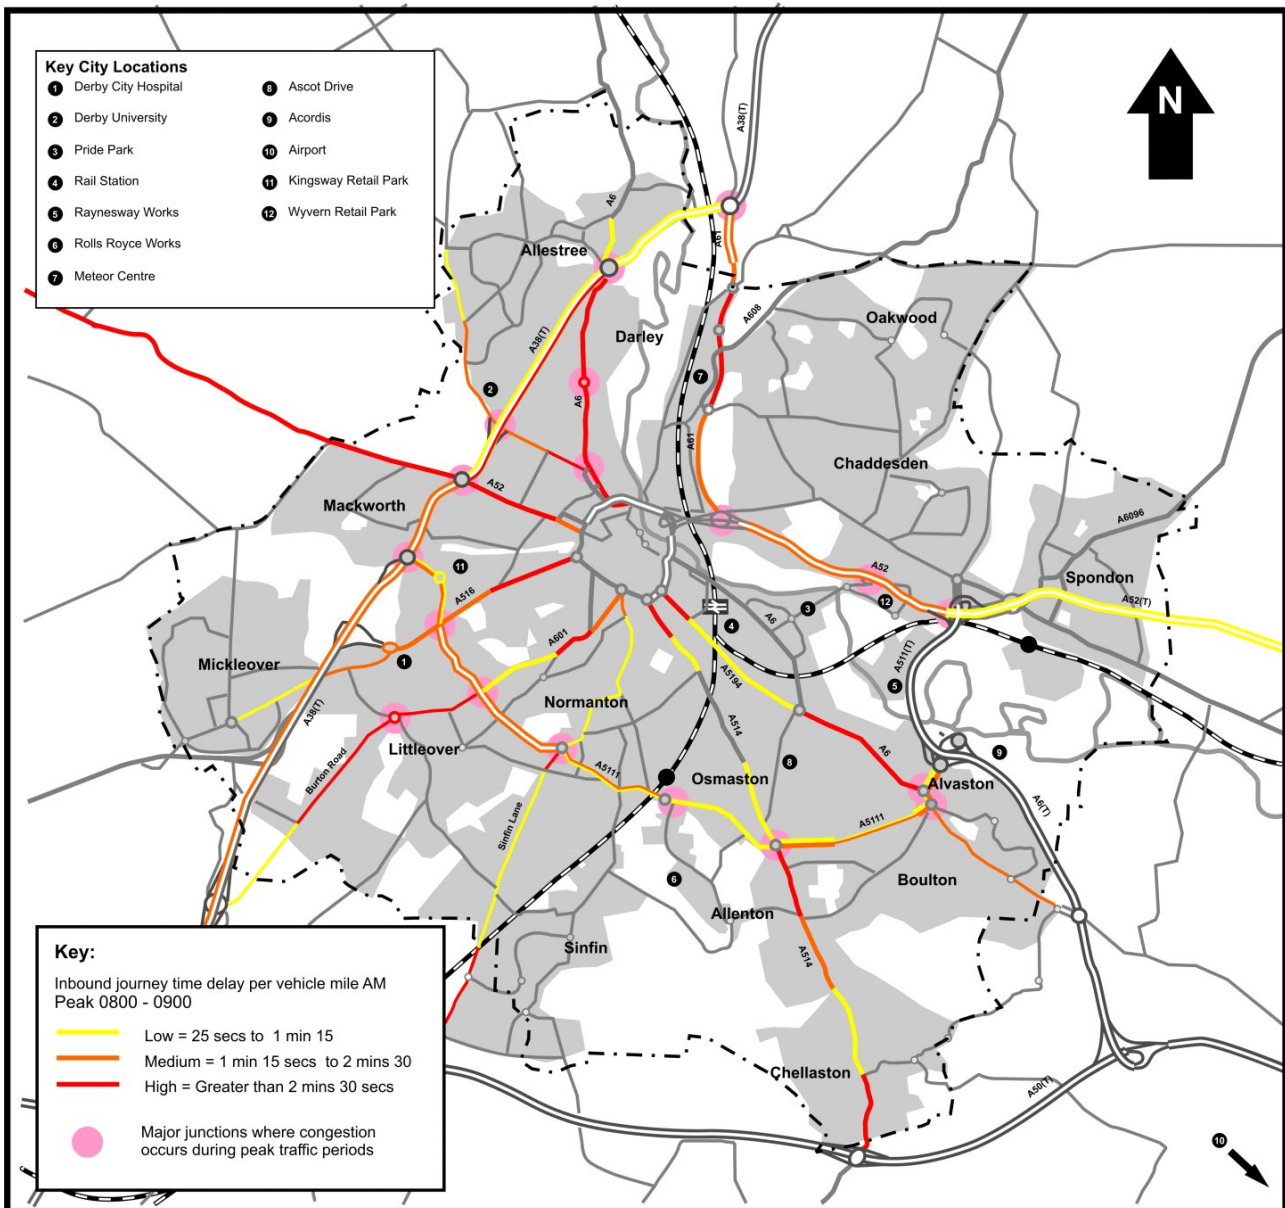 Key City Locations
1 Derby City Hospital
2 Derby University
3 Pride Park
4 Rail Station
5 Raynesway Works
6 Rolls Royce Works
7 Meteor Centre
8 Ascot Drive
9 Acordis
10 Airport
11 Kingsway Retail Park
12 Wyvern Retail Park
N
A38(T)
A6
Allestree
A61
A608
Oakwood
Darley
A38(T)
7
2
A6
A61
Chaddesden
A52
Mackworth
A6096
11
A52
Spondon
A516
12
3
A52(T)
A6
4
A601
Mickleover
1
A511(T)
A5194
5
Normanton
A38(T)
Littleover
A514
A6
9
Burton Road
A5111
Osmaston
8
Alvaston
Sinfin Lane
A5111
A6(T)
6
Boulton
Allenton
Sinfin
A514
Chellaston
A50(T)
10
Key:
Inbound journey time delay per vehicle mile AM
Peak 0800 - 0900
Low = 25 secs to 1 min 15
Medium = 1 min 15 secs to 2 mins 30
High = Greater than 2 mins 30 secs
Major junctions where congestion
occurs during peak traffic periods